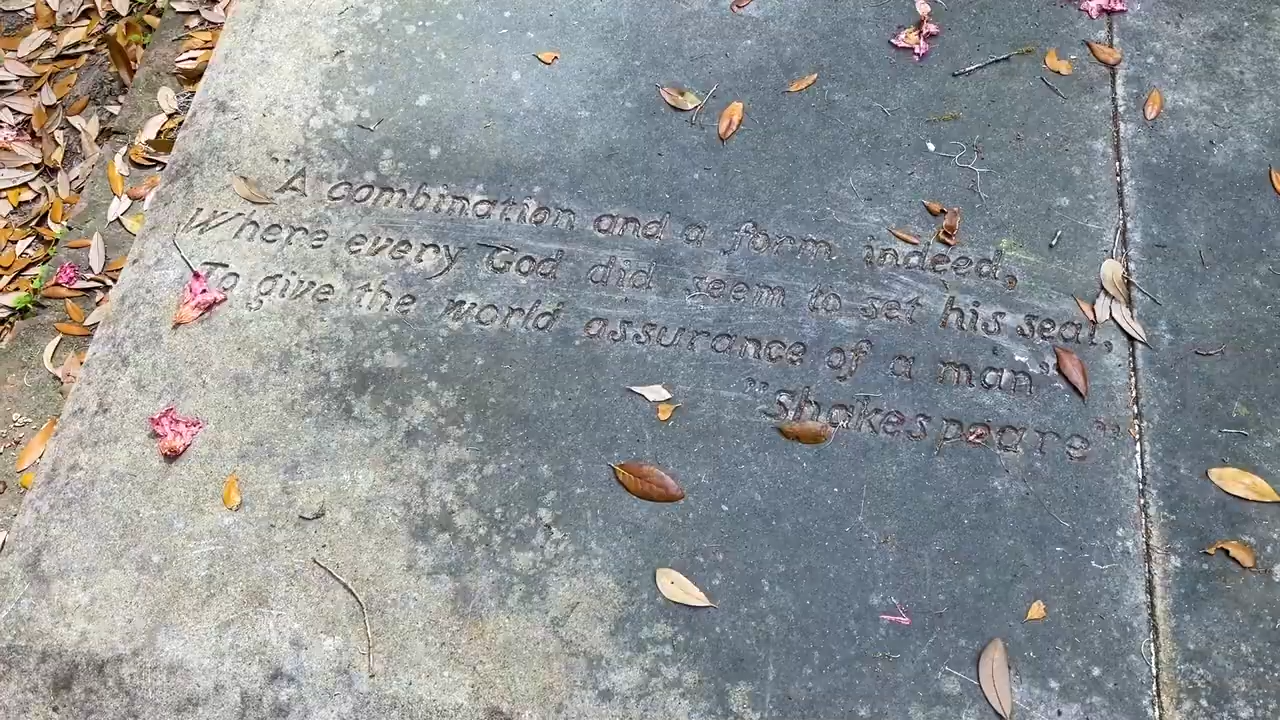 "A combination and a form indeed,
Where every God did seem to set his seal,
To give the world assurance of a man"
"Shakespeare"